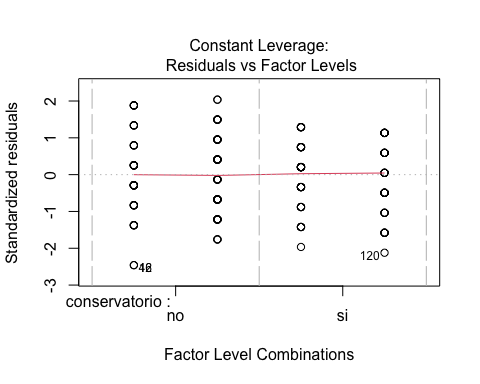 Constant Leverage:
Residuals vs Factor Levels
Standardized residuals
2
1
0
-1
-2
-3
120
conservatorio :
no
si
Factor Level Combinations